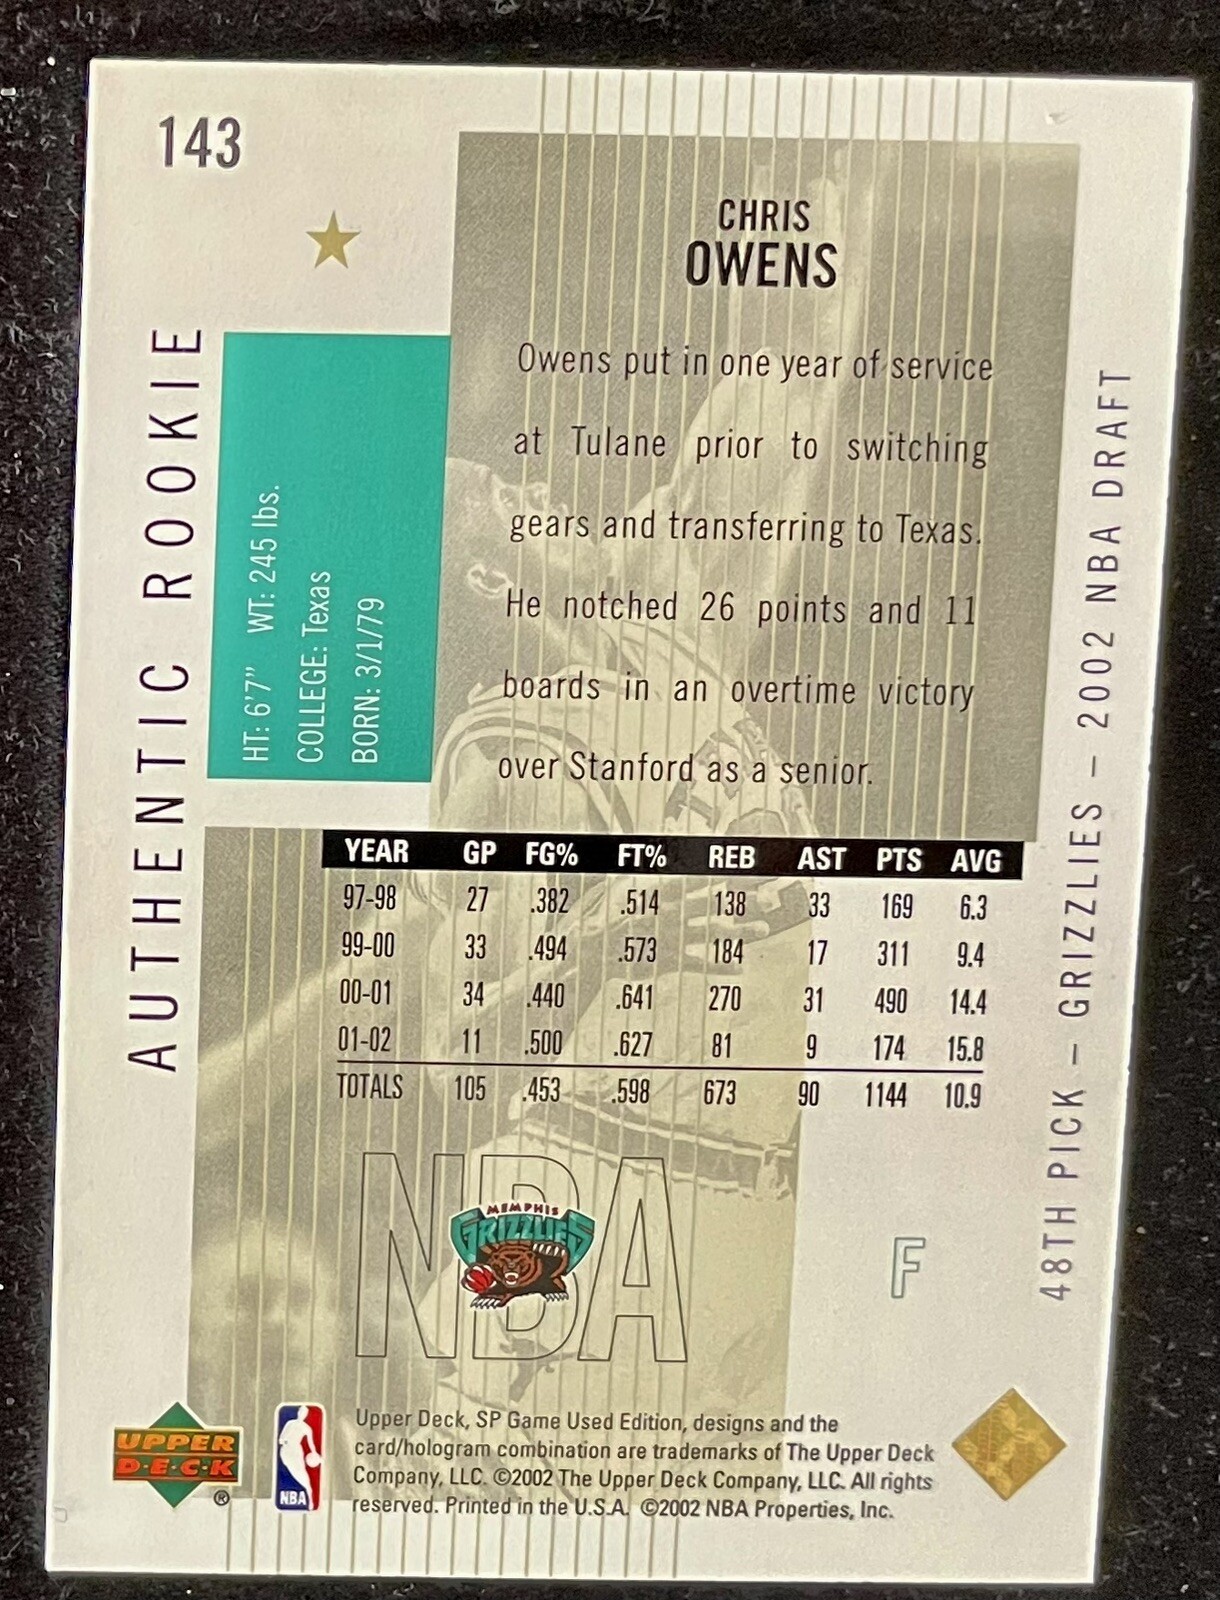 143
CHRIS
OWENS
Owens put in one year of service
at Tulane prior to switching
gears and transferring to Texas.
He notched 26 points and 11
boards in an overtime victory
over Stanford as a senior.
AUTHENTIC ROOKIE
HT: 6'7" WT: 245 lbs.
COLLEGE: Texas
BORN: 3/1/79
48TH PICK – GRIZZLIES – 2002 NBA DRAFT
YEAR GP FG% FT% REB AST PTS AVG
97-98 27 .382 .514 138 33 169 6.3
99-00 33 .494 .573 184 17 311 9.4
00-01 34 .440 .641 270 31 490 14.4
01-02 11 .500 .627 81 9 174 15.8
TOTALS 105 .453 .598 673 90 1144 10.9
NBA
MEMPHIS
GRIZZLIES
F
UPPER
D·E·C·K
®
NBA
Upper Deck, SP Game Used Edition, designs and the
card/hologram combination are trademarks of The Upper Deck
Company, LLC. ©2002 The Upper Deck Company, LLC. All rights
reserved. Printed in the U.S.A. ©2002 NBA Properties, Inc.